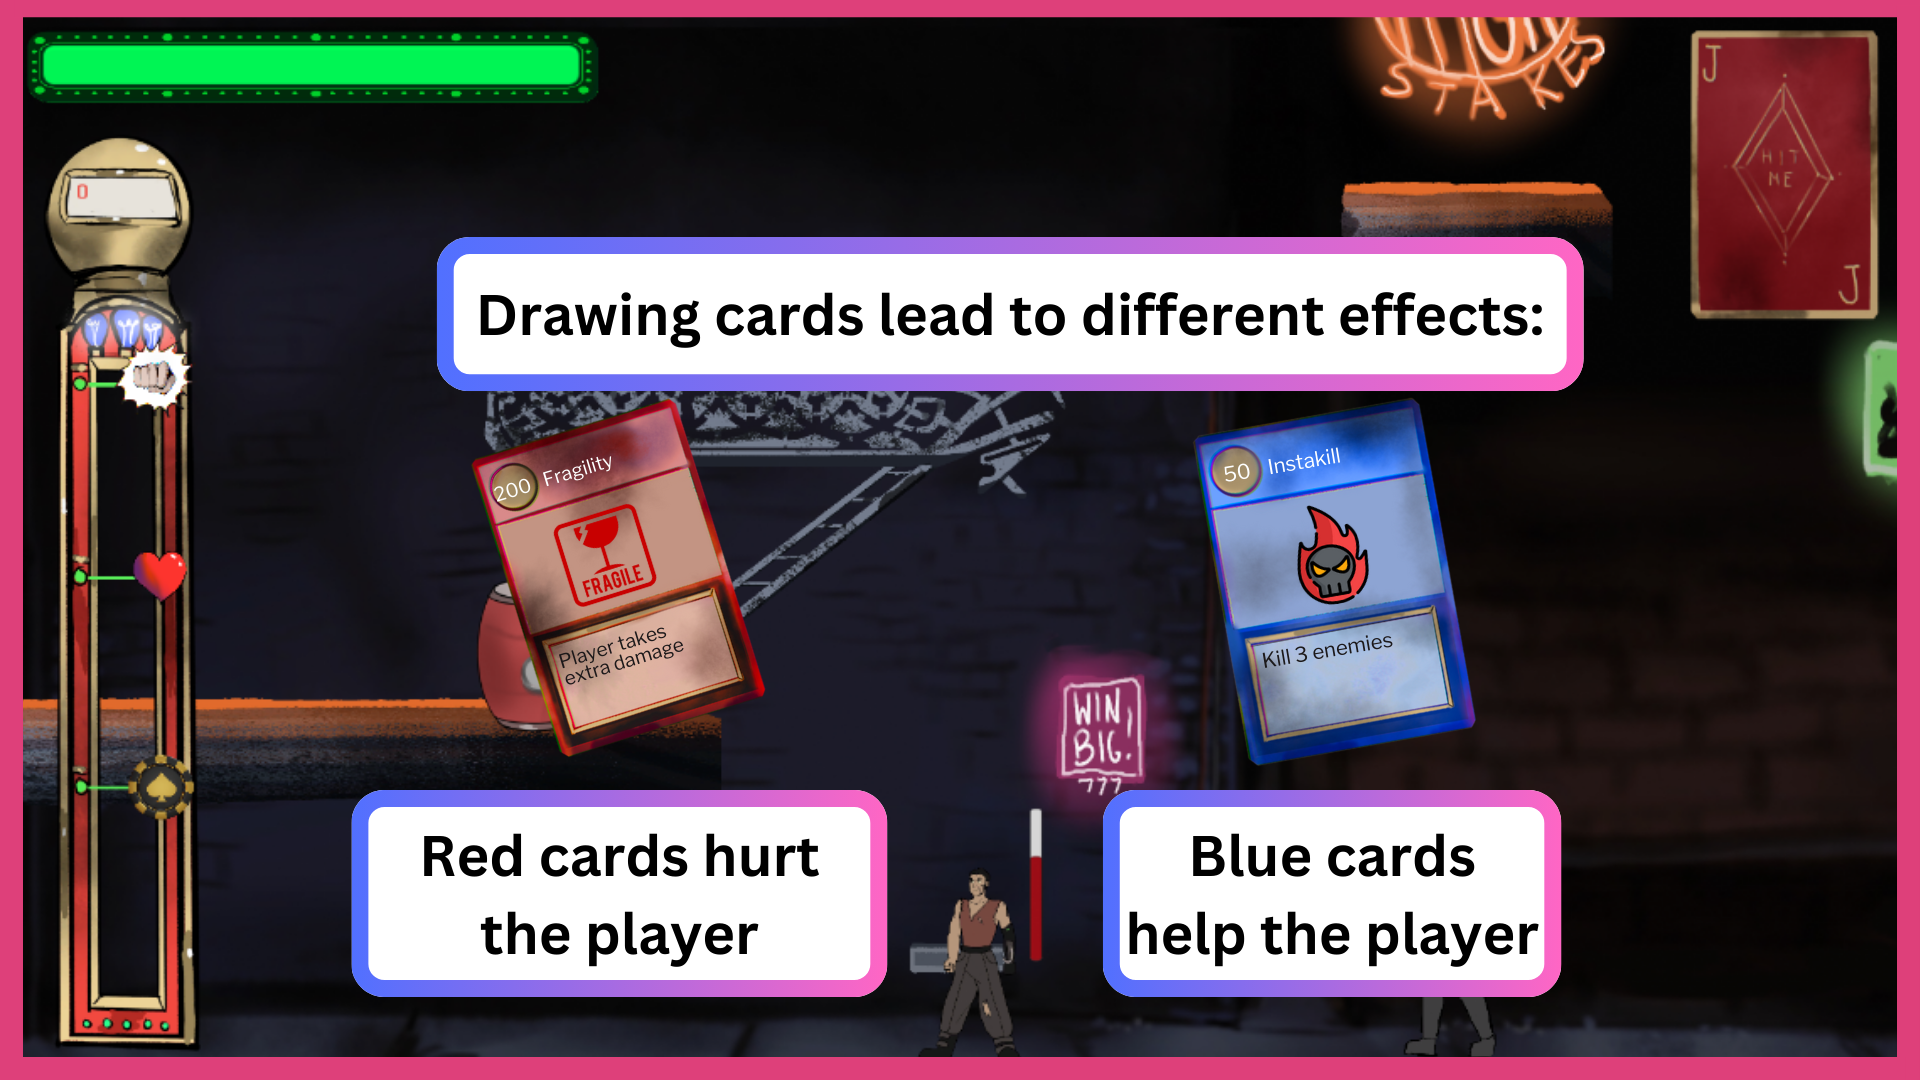 STAKES
J
HIT
ME
J
0
Drawing cards lead to different effects:
200 Fragility
FRAGILE
Player takes
extra damage
50 Instakill
Kill 3 enemies
WIN
BIG!
777
Red cards hurt
the player
Blue cards
help the player